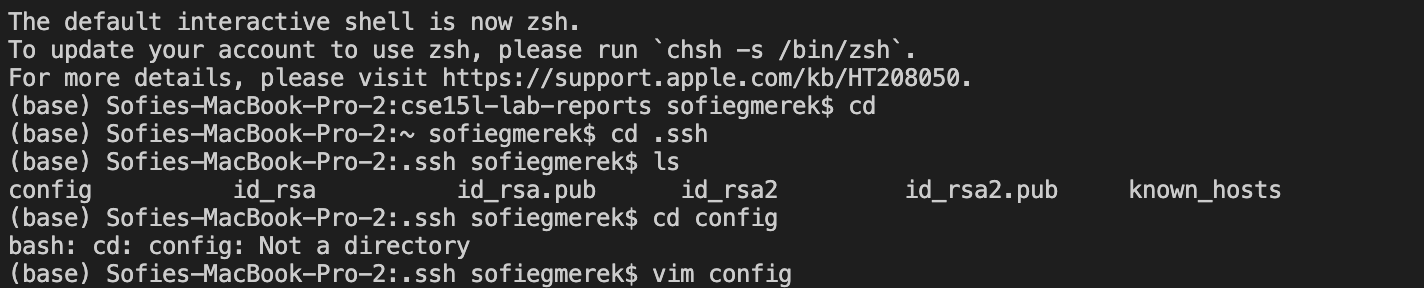 The default interactive shell is now zsh.
To update your account to use zsh, please run `chsh -s /bin/zsh`.
For more details, please visit https://support.apple.com/kb/HT208050.
(base) Sofies-MacBook-Pro-2:cse15l-lab-reports sofiegmerek$ cd
(base) Sofies-MacBook-Pro-2:~ sofiegmerek$ cd .ssh
(base) Sofies-MacBook-Pro-2:.ssh sofiegmerek$ ls
config id_rsa id_rsa.pub id_rsa2 id_rsa2.pub known_hosts
(base) Sofies-MacBook-Pro-2:.ssh sofiegmerek$ cd config
bash: cd: config: Not a directory
(base) Sofies-MacBook-Pro-2:.ssh sofiegmerek$ vim config